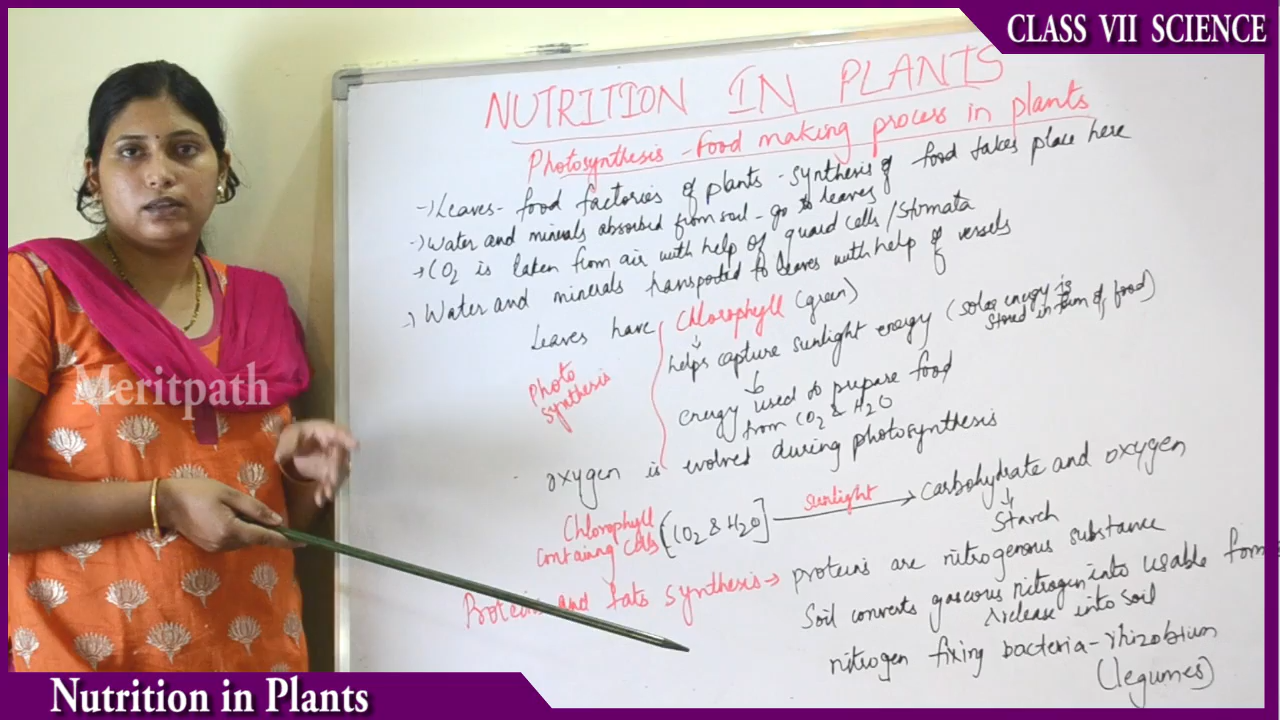 CLASS VII SCIENCE
NUTRITION IN PLANTS
Photosynthesis - food making process in plants
→ Leaves - food factories of plants - synthesis of food takes place here
→ Water and minerals absorbed from soil - go to leaves
→ CO2 is taken from air with help of guard cells / Stomata
→ Water and minerals transported to leaves with help of vessels
Leaves have Chlorophyll (green)
↓
helps capture sunlight energy (solar energy is
stored in form of food)
Photo
synthesis
↓
energy used to prepare food
from CO2 & H2O
oxygen is evolved during photosynthesis
Chlorophyll
containing cells
[CO2 & H2O] sunlight → carbohydrate and oxygen
↓
Starch
Proteins and fats synthesis → proteins are nitrogenous substance
Soil converts gaseous nitrogen into usable form
& release into soil
nitrogen fixing bacteria - rhizobium
(legumes)
Meritpath
Nutrition in Plants